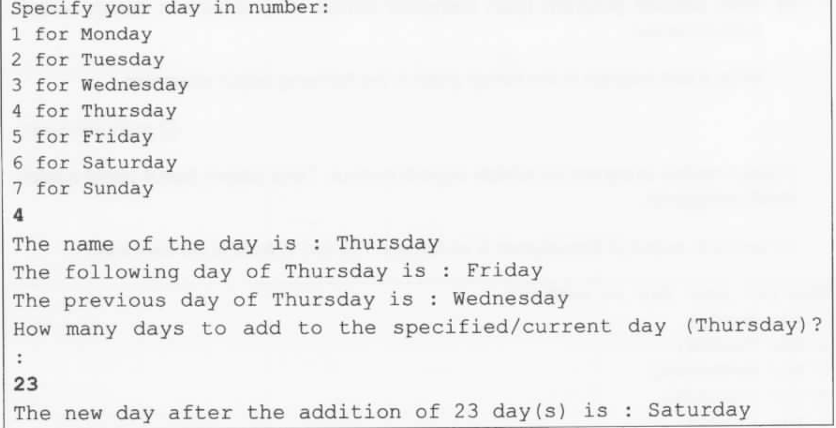 Specify your day in number:
1 for Monday
2 for Tuesday
3 for Wednesday
4 for Thursday
5 for Friday
6 for Saturday
7 for Sunday
4
The name of the day is : Thursday
The following day of Thursday is : Friday
The previous day of Thursday is : Wednesday
How many days to add to the specified/current day (Thursday)?
:
23
The new day after the addition of 23 day(s) is : Saturday